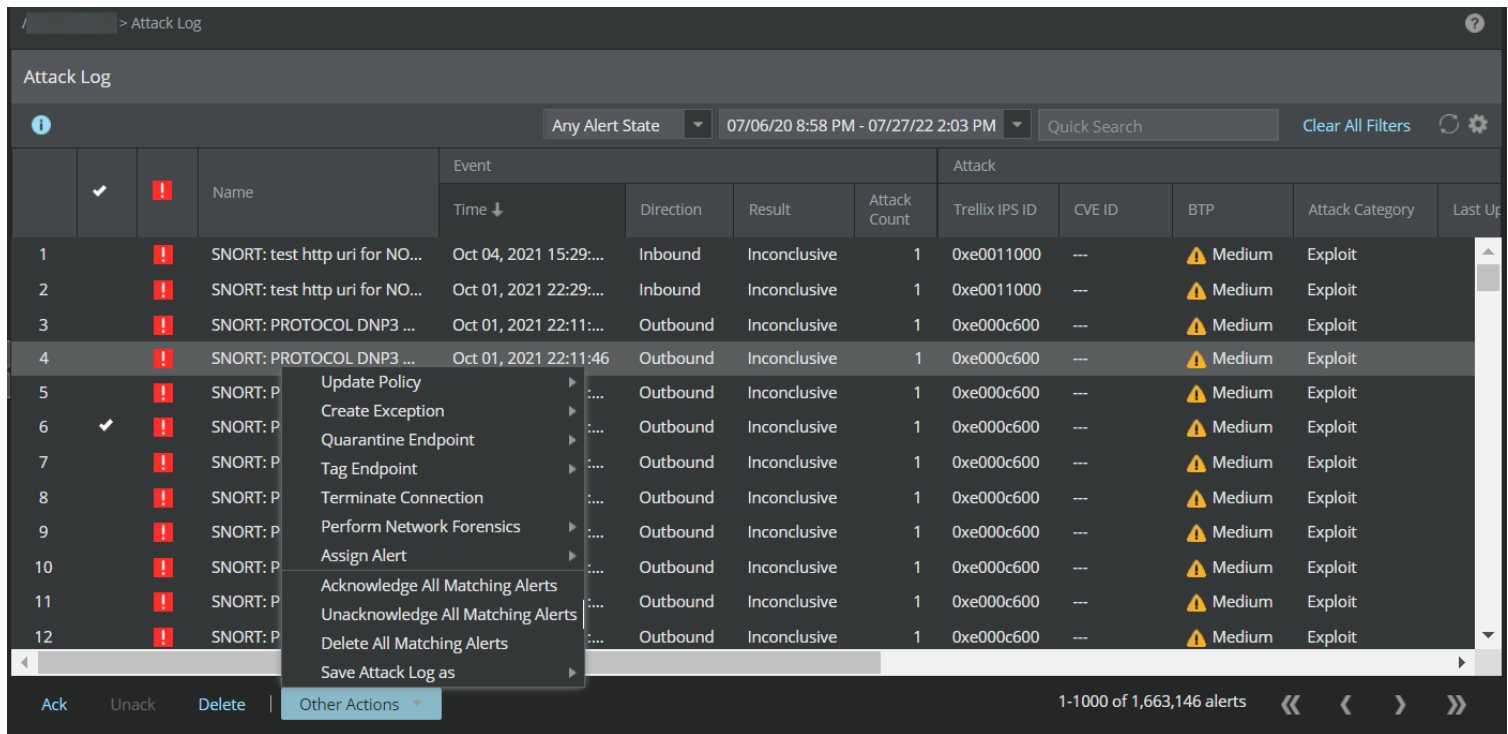 / > Attack Log
Attack Log
Any Alert State 07/06/20 8:58 PM - 07/27/22 2:03 PM Quick Search Clear All Filters
Event Attack
Name Time Direction Result Attack Count Trellix IPS ID CVE ID BTP Attack Category Last Up
1 SNORT: test http uri for NO... Oct 04, 2021 15:29:... Inbound Inconclusive 1 0xe0011000 --- Medium Exploit
2 SNORT: test http uri for NO... Oct 01, 2021 22:29:... Inbound Inconclusive 1 0xe0011000 --- Medium Exploit
3 SNORT: PROTOCOL DNP3 ... Oct 01, 2021 22:11:... Outbound Inconclusive 1 0xe000c600 --- Medium Exploit
4 SNORT: PROTOCOL DNP3 ... Oct 01, 2021 22:11:46 Outbound Inconclusive 1 0xe000c600 --- Medium Exploit
5 SNORT: P :... Outbound Inconclusive 1 0xe000c600 --- Medium Exploit
6 SNORT: P :... Outbound Inconclusive 1 0xe000c600 --- Medium Exploit
7 SNORT: P :... Outbound Inconclusive 1 0xe000c600 --- Medium Exploit
8 SNORT: P :... Outbound Inconclusive 1 0xe000c600 --- Medium Exploit
9 SNORT: P :... Outbound Inconclusive 1 0xe000c600 --- Medium Exploit
10 SNORT: P :... Outbound Inconclusive 1 0xe000c600 --- Medium Exploit
11 SNORT: P :... Outbound Inconclusive 1 0xe000c600 --- Medium Exploit
12 SNORT: P :... Outbound Inconclusive 1 0xe000c600 --- Medium Exploit
Update Policy
Create Exception
Quarantine Endpoint
Tag Endpoint
Terminate Connection
Perform Network Forensics
Assign Alert
Acknowledge All Matching Alerts
Unacknowledge All Matching Alerts
Delete All Matching Alerts
Save Attack Log as
Ack Unack Delete | Other Actions 1-1000 of 1,663,146 alerts